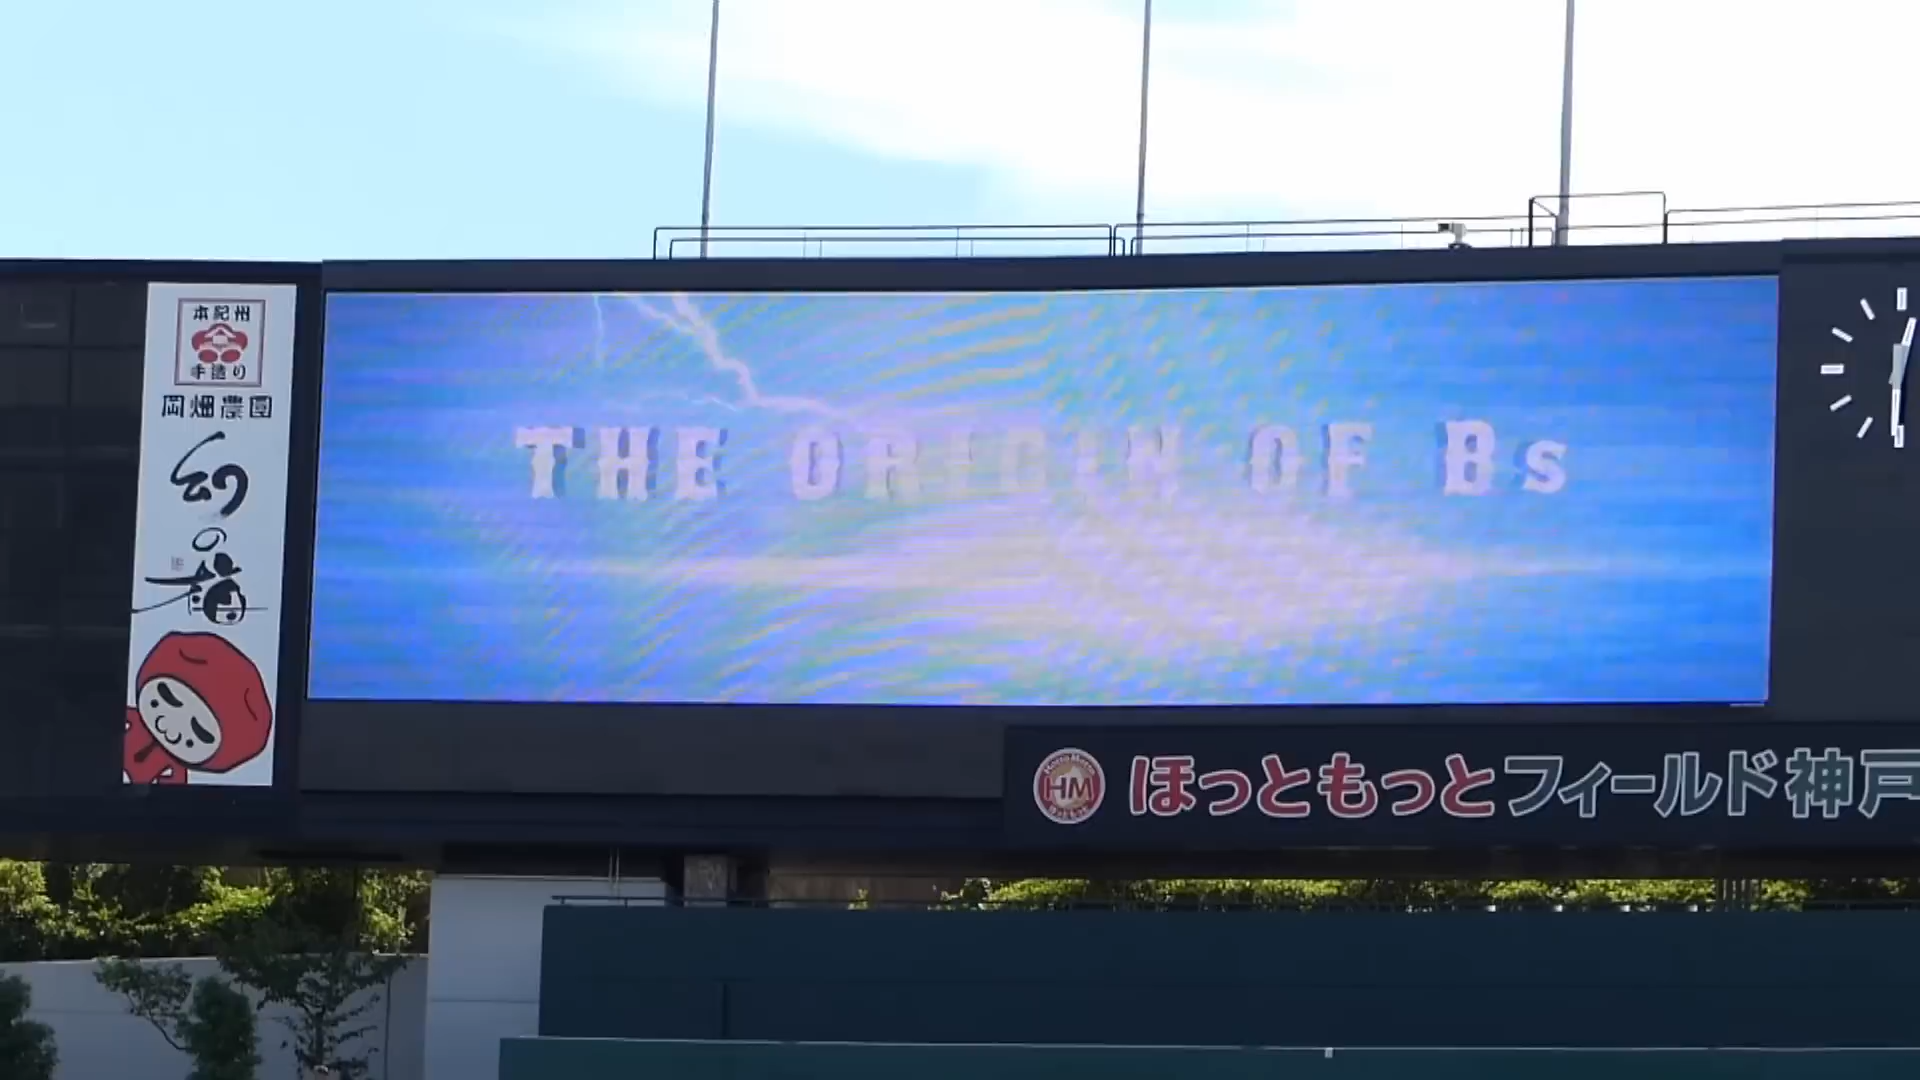 本紀州
手造り
岡畑農園
幻の梅
THE ORIGIN OF Bs
HM
ほっともっとフィールド神戸